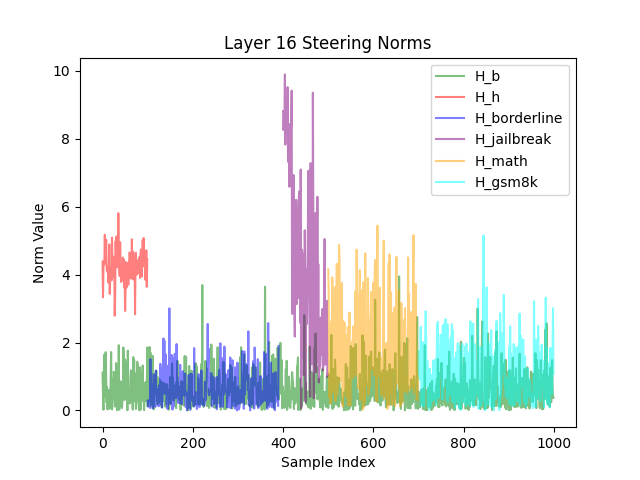 Layer 16 Steering Norms
H_b
H_h
H_borderline
H_jailbreak
H_math
H_gsm8k
Norm Value
10
8
6
4
2
0
0 200 400 600 800 1000
Sample Index